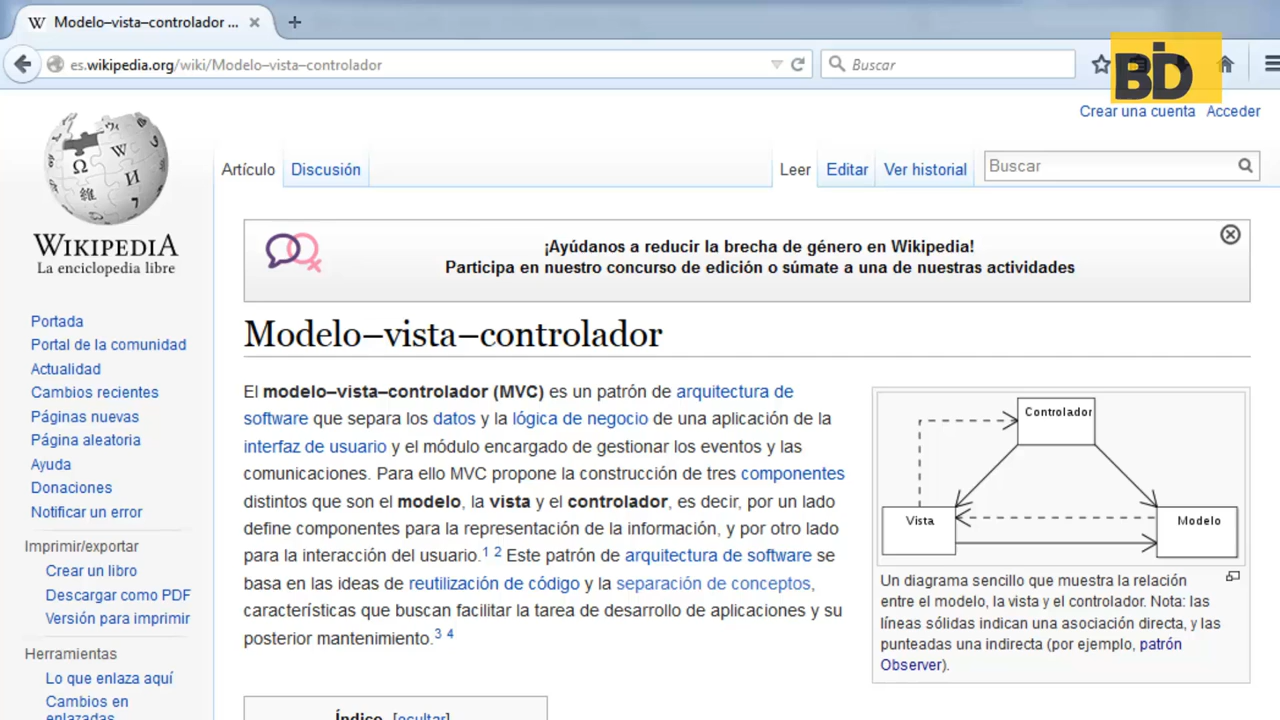 Modelo–vista–controlador ...
es.wikipedia.org/wiki/Modelo–vista–controlador
Buscar
BID
Crear una cuenta Acceder
Artículo Discusión Leer Editar Ver historial Buscar
WIKIPEDIA
La enciclopedia libre
¡Ayúdanos a reducir la brecha de género en Wikipedia!
Participa en nuestro concurso de edición o súmate a una de nuestras actividades
Portada
Portal de la comunidad
Actualidad
Cambios recientes
Páginas nuevas
Página aleatoria
Ayuda
Donaciones
Notificar un error
Imprimir/exportar
Crear un libro
Descargar como PDF
Versión para imprimir
Herramientas
Lo que enlaza aquí
Cambios en
enlazadas
Modelo–vista–controlador
El modelo–vista–controlador (MVC) es un patrón de arquitectura de
software que separa los datos y la lógica de negocio de una aplicación de la
interfaz de usuario y el módulo encargado de gestionar los eventos y las
comunicaciones. Para ello MVC propone la construcción de tres componentes
distintos que son el modelo, la vista y el controlador, es decir, por un lado
define componentes para la representación de la información, y por otro lado
para la interacción del usuario.1 2 Este patrón de arquitectura de software se
basa en las ideas de reutilización de código y la separación de conceptos,
características que buscan facilitar la tarea de desarrollo de aplicaciones y su
posterior mantenimiento.3 4
Controlador
Vista
Modelo
Un diagrama sencillo que muestra la relación
entre el modelo, la vista y el controlador. Nota: las
líneas sólidas indican una asociación directa, y las
punteadas una indirecta (por ejemplo, patrón
Observer).
Índice [ocultar]